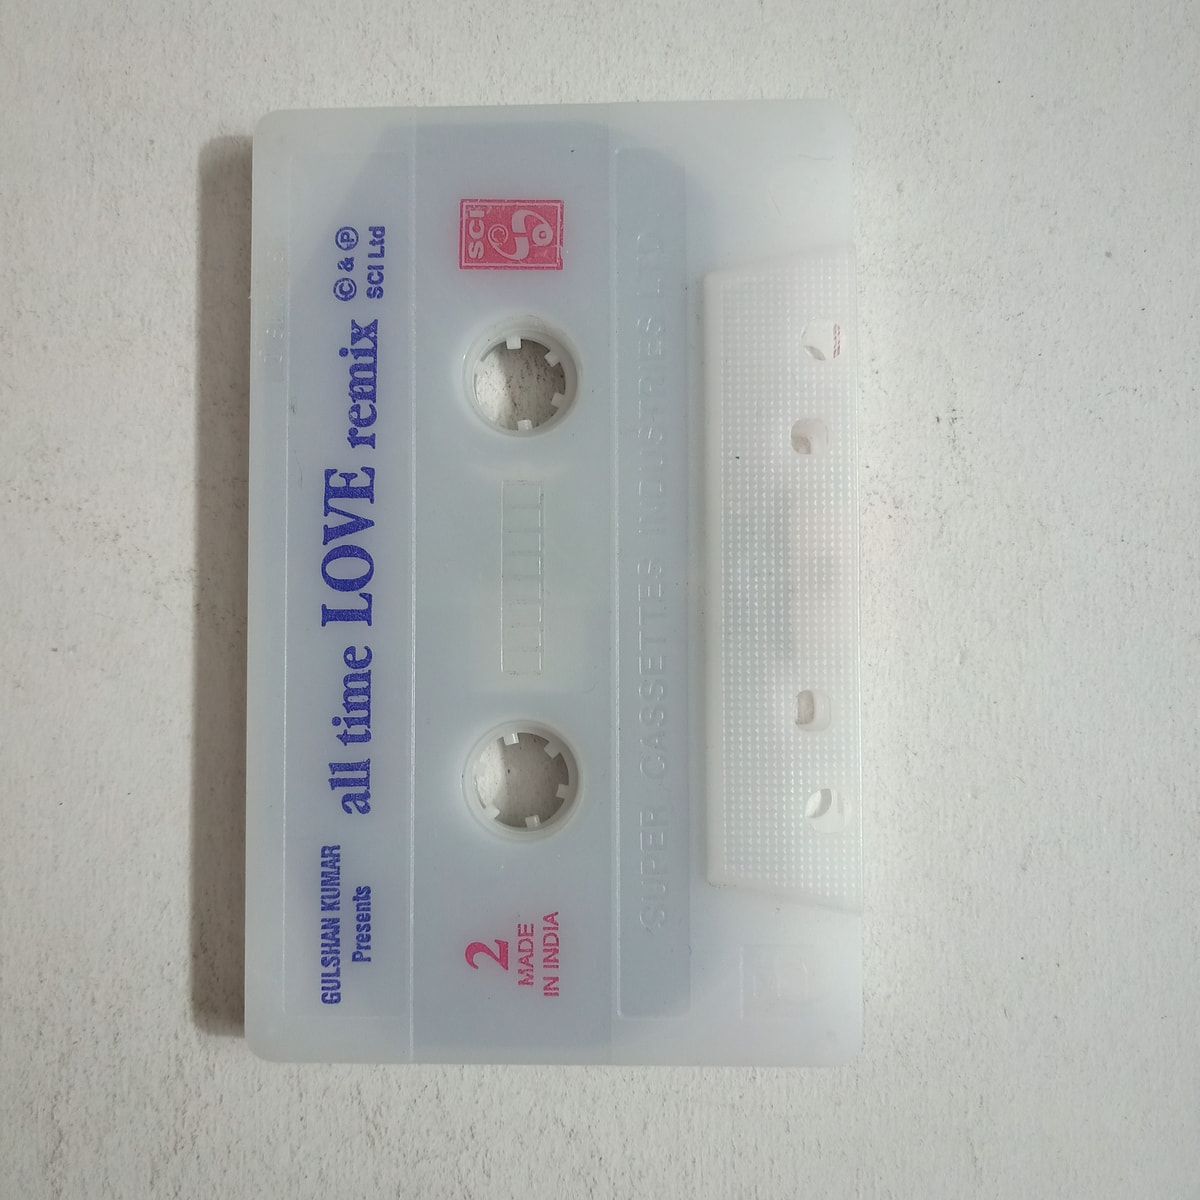 GULSHAN KUMAR
Presents
all time LOVE remix
© & ℗
SCI Ltd
2
MADE
IN INDIA
SCI
SUPER CASSETTES INDUSTRIES LTD